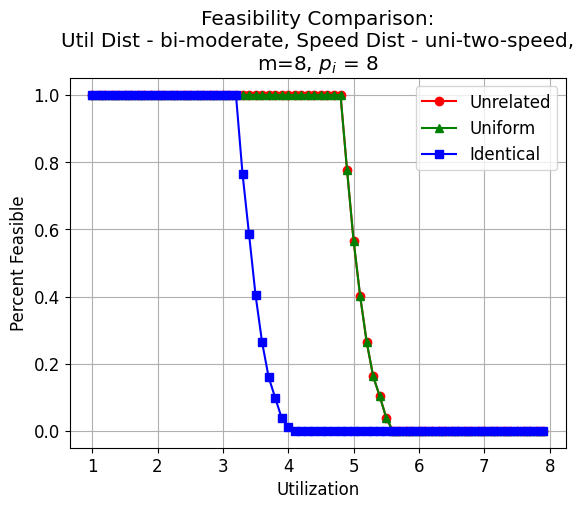 Feasibility Comparison:
Util Dist - bi-moderate, Speed Dist - uni-two-speed,
m=8, $p_i$ = 8
Unrelated
Uniform
Identical
Percent Feasible
1.0
0.8
0.6
0.4
0.2
0.0
1 2 3 4 5 6 7 8
Utilization